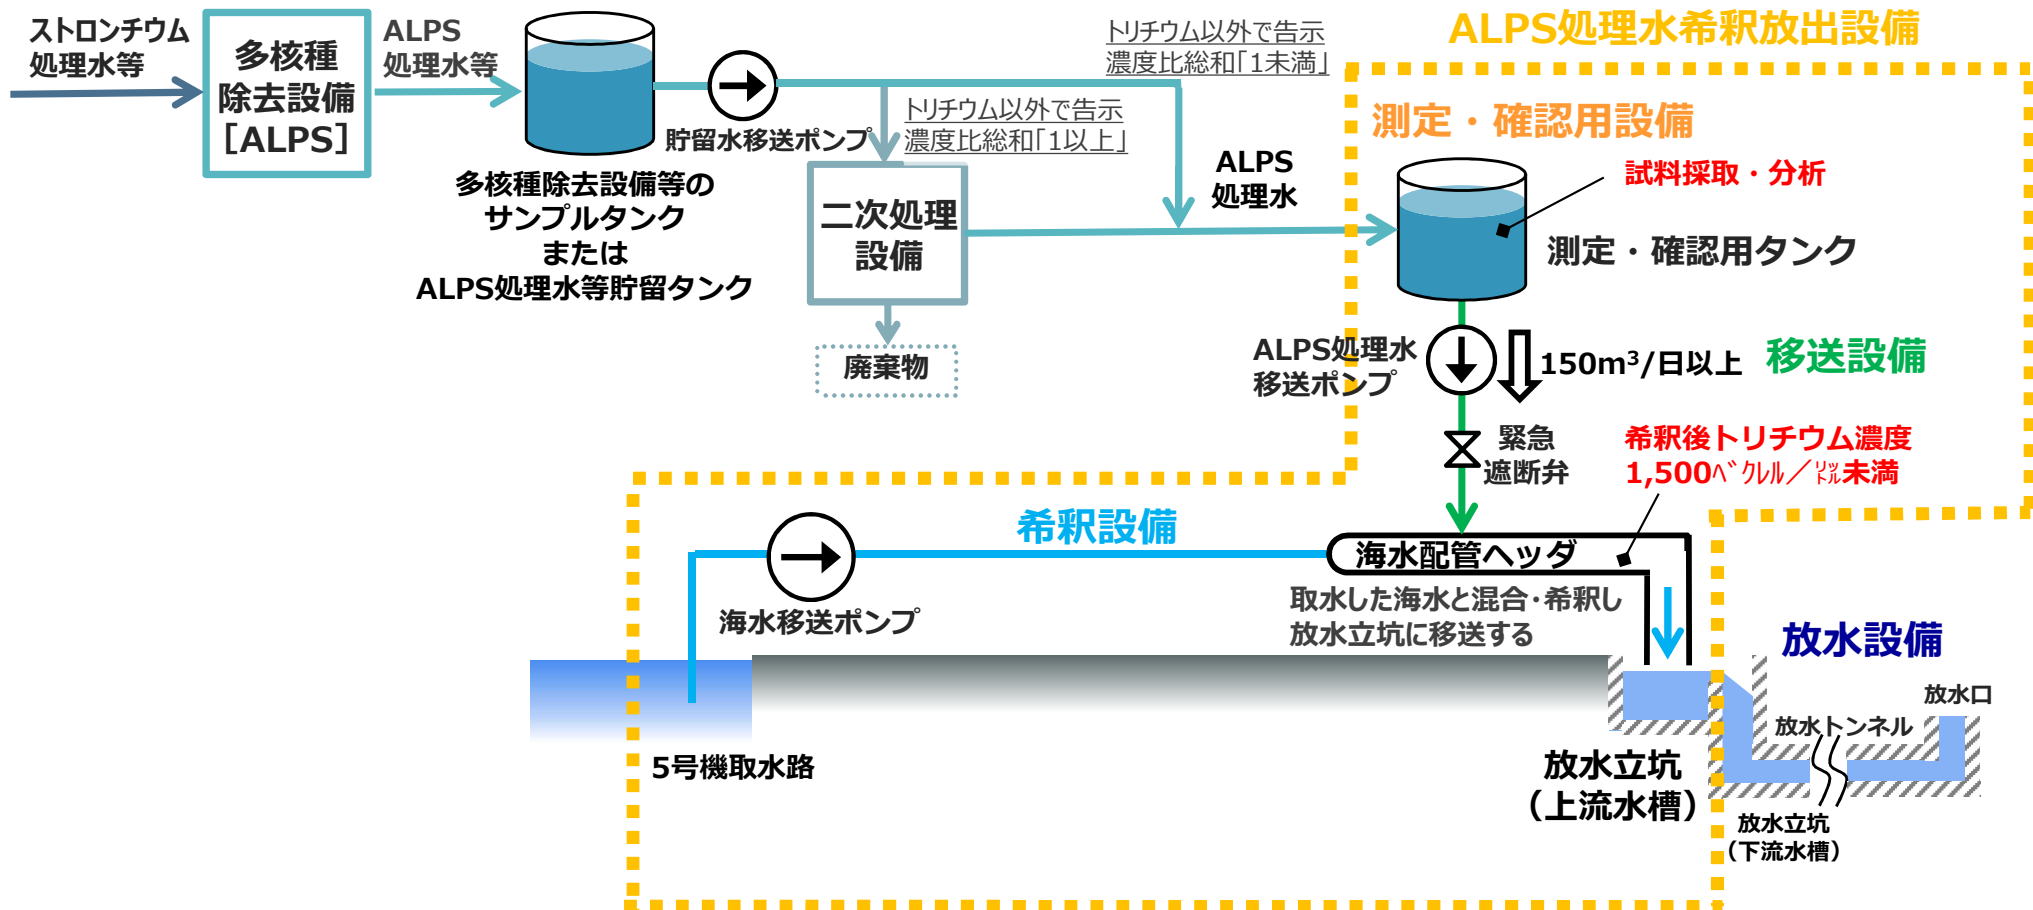 ストロンチウム
処理水等
多核種
除去設備
［ALPS］
ALPS
処理水等
貯留水移送ポンプ
多核種除去設備等の
サンプルタンク
または
ALPS処理水等貯留タンク
トリチウム以外で告示
濃度比総和「1未満」
トリチウム以外で告示
濃度比総和「1以上」
二次処理
設備
廃棄物
ALPS
処理水
ALPS処理水希釈放出設備
測定・確認用設備
試料採取・分析
測定・確認用タンク
ALPS処理水
移送ポンプ
150m³/日以上
移送設備
緊急
遮断弁
希釈後トリチウム濃度
1,500ﾍﾞｸﾚﾙ／㍑未満
希釈設備
海水配管ヘッダ
海水移送ポンプ
取水した海水と混合･希釈し
放水立坑に移送する
放水設備
放水口
放水トンネル
5号機取水路
放水立坑
（上流水槽）
放水立坑
（下流水槽）